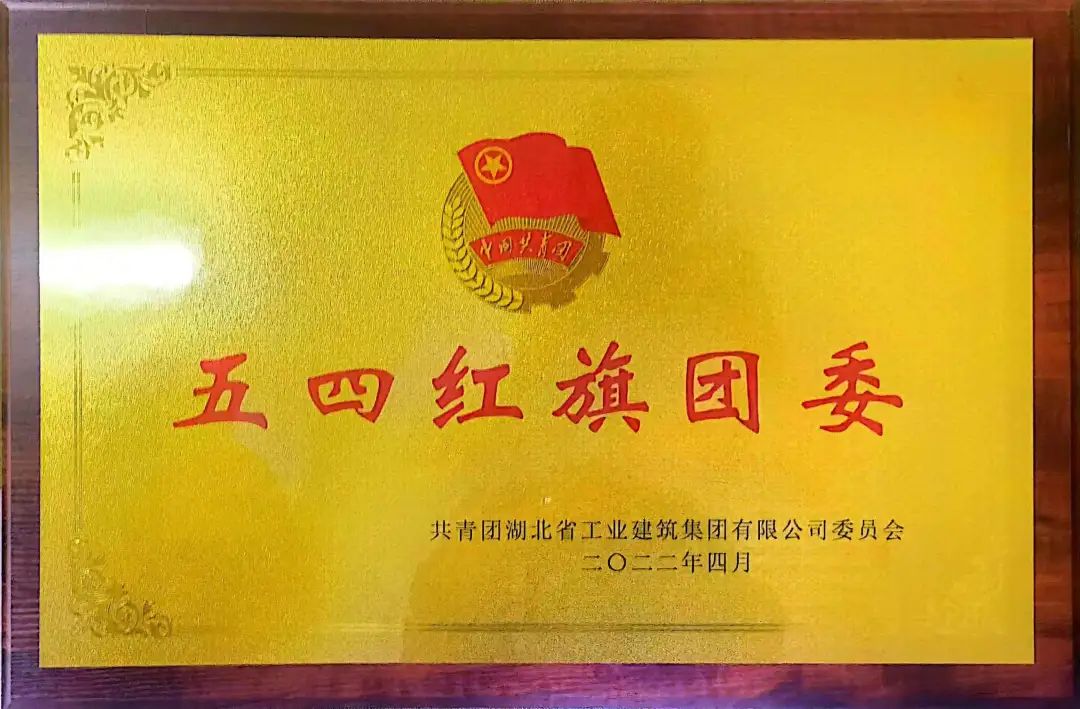 中国共青团
五四红旗团委
共青团湖北省工业建筑集团有限公司委员会
二〇二二年四月